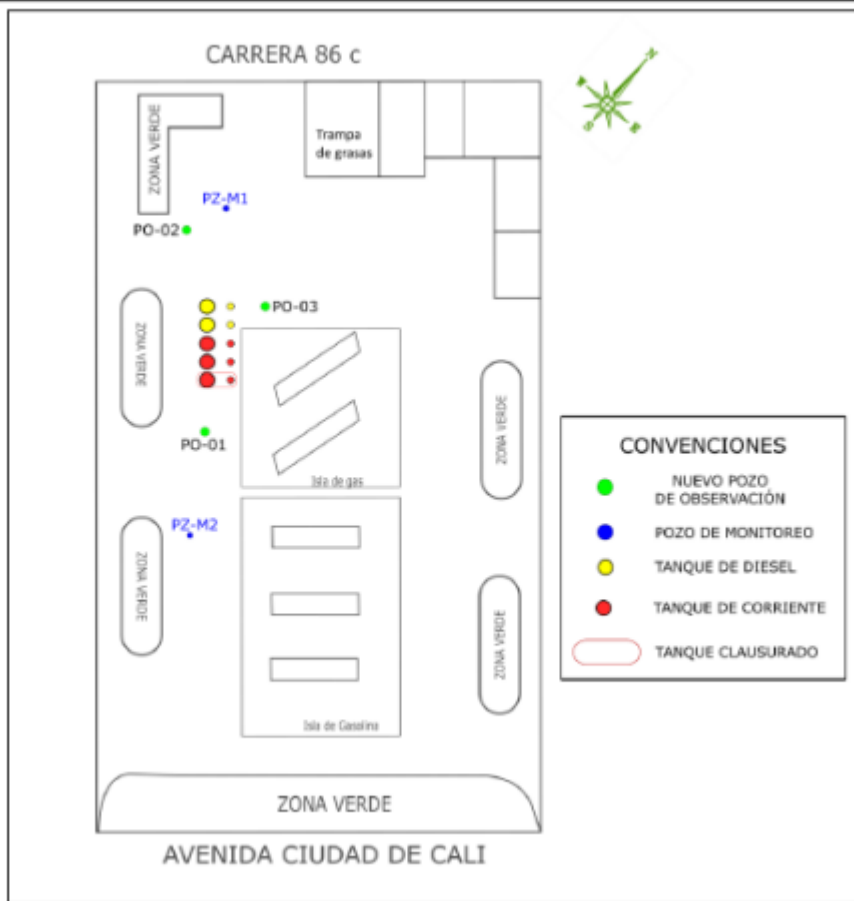 CARRERA 86 c
N
S
E
ZONA VERDE
Trampa
de grasas
PZ-M1
PO-02
PO-03
ZONA VERDE
PO-01
ZONA VERDE
Isla de gas
PZ-M2
ZONA VERDE
ZONA VERDE
Isla de Gasolina
ZONA VERDE
AVENIDA CIUDAD DE CALI
CONVENCIONES
NUEVO POZO
DE OBSERVACIÓN
POZO DE MONITOREO
TANQUE DE DIESEL
TANQUE DE CORRIENTE
TANQUE CLAUSURADO